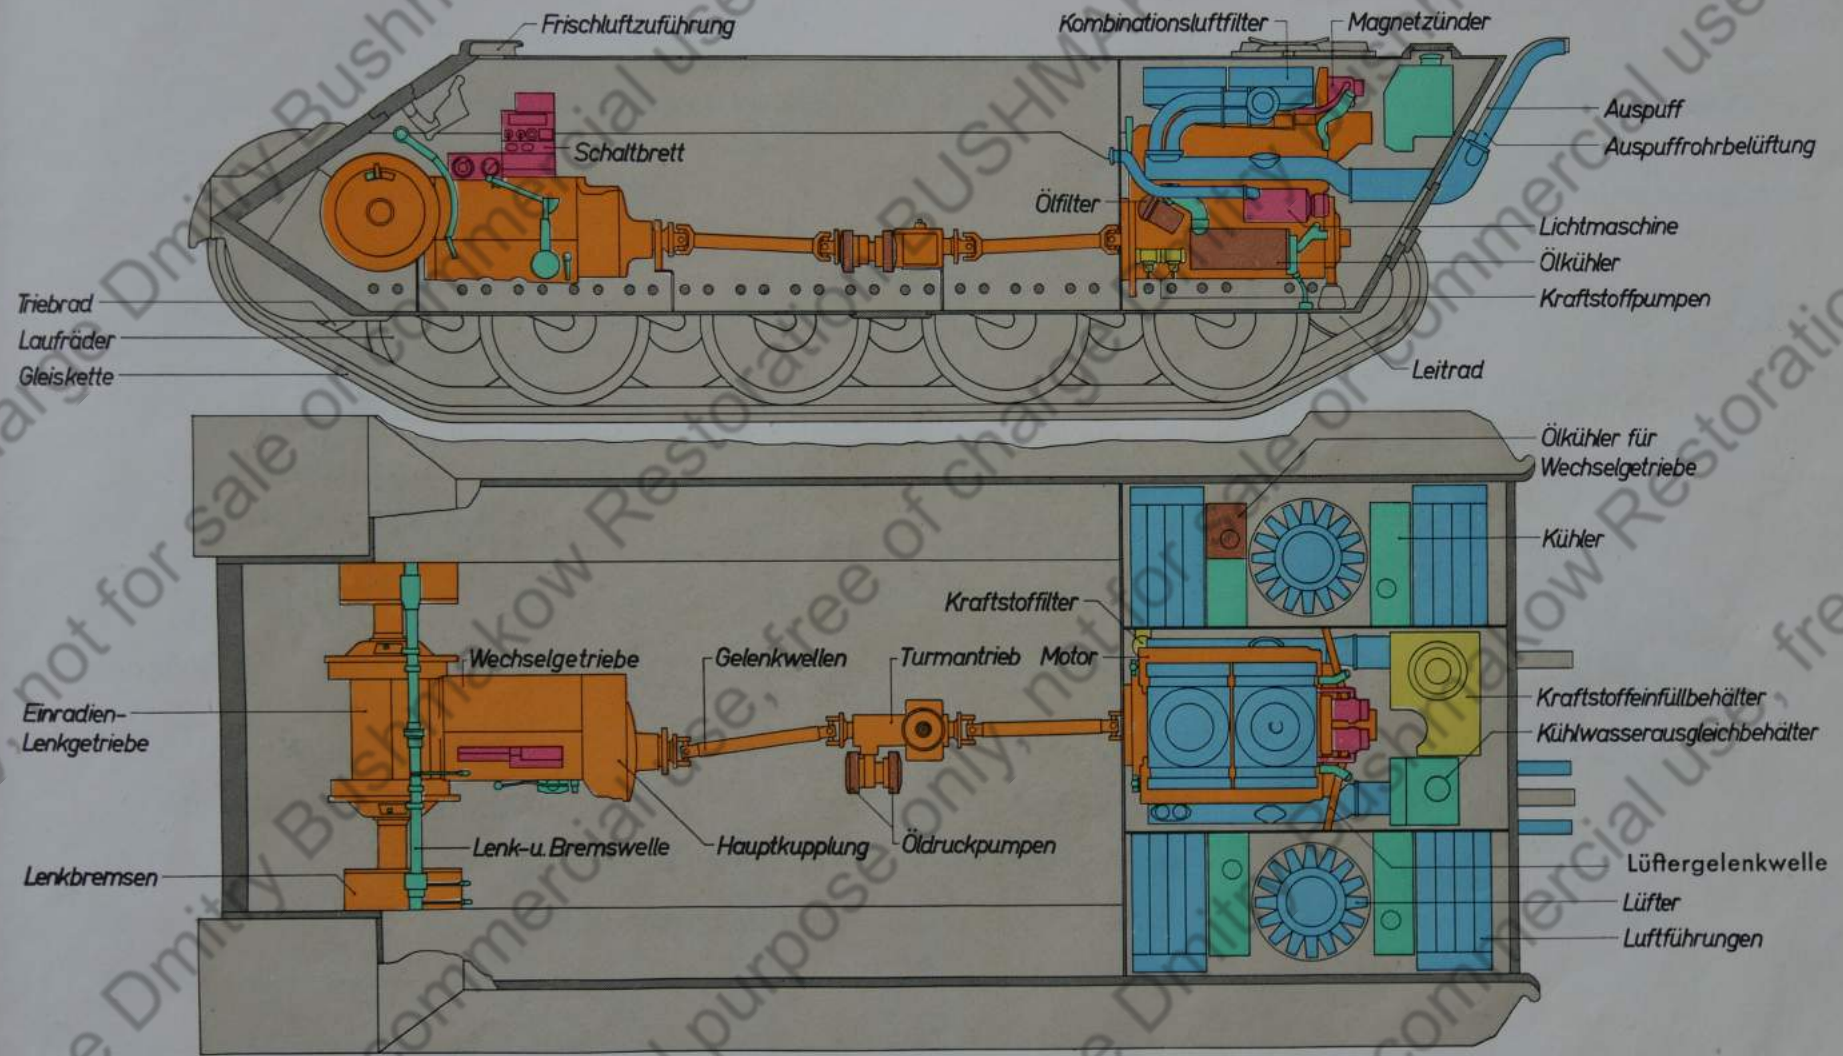 Frischluftzuführung
Kombinationsluftfilter
Magnetzünder
Auspuff
Auspuffrohrbelüftung
Schaltbrett
Ölfilter
Lichtmaschine
Ölkühler
Kraftstoffpumpen
Triebrad
Laufräder
Gleiskette
Leitrad
Ölkühler für
Wechselgetriebe
Kühler
Kraftstoffilter
Wechselgetriebe
Gelenkwellen
Turmantrieb
Motor
Einradien-
Lenkgetriebe
Kraftstoffeinfüllbehälter
Kühlwasserausgleichbehälter
Lenk-u. Bremswelle
Hauptkupplung
Öldruckpumpen
Lenkbremsen
Lüftergelenkwelle
Lüfter
Luftführungen